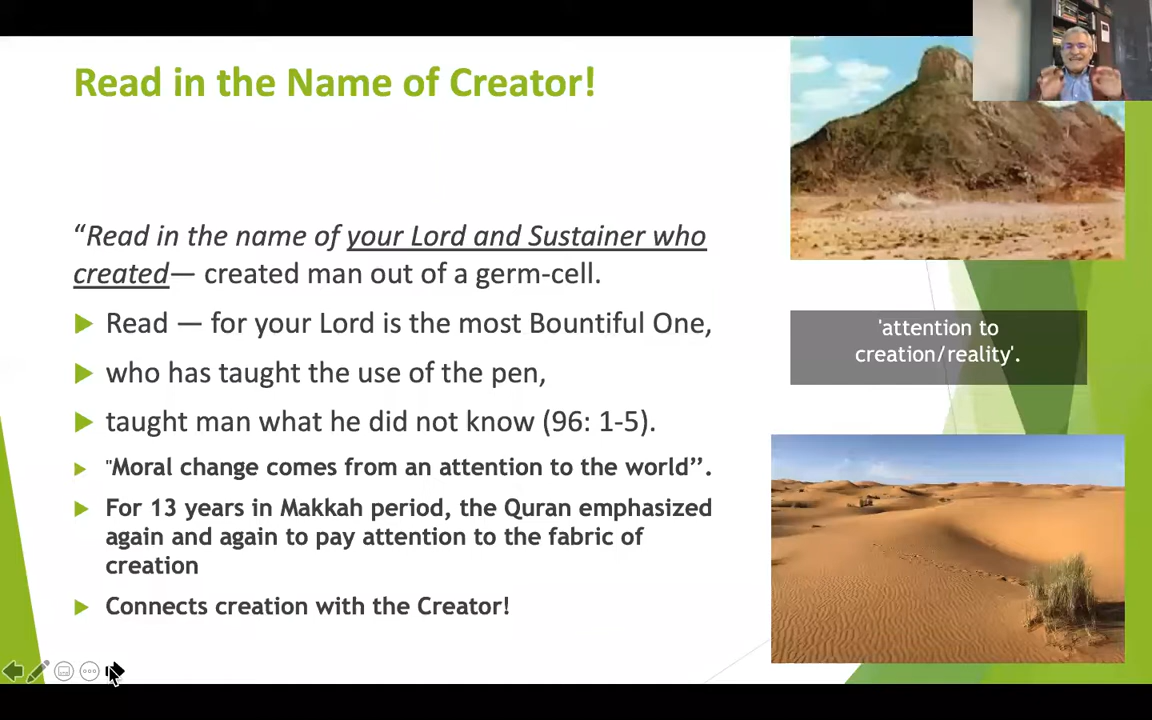 Read in the Name of Creator!
“Read in the name of your Lord and Sustainer who
created— created man out of a germ-cell.
Read — for your Lord is the most Bountiful One,
who has taught the use of the pen,
taught man what he did not know (96: 1-5).
"Moral change comes from an attention to the world”.
For 13 years in Makkah period, the Quran emphasized
again and again to pay attention to the fabric of
creation
Connects creation with the Creator!
'attention to
creation/reality'.